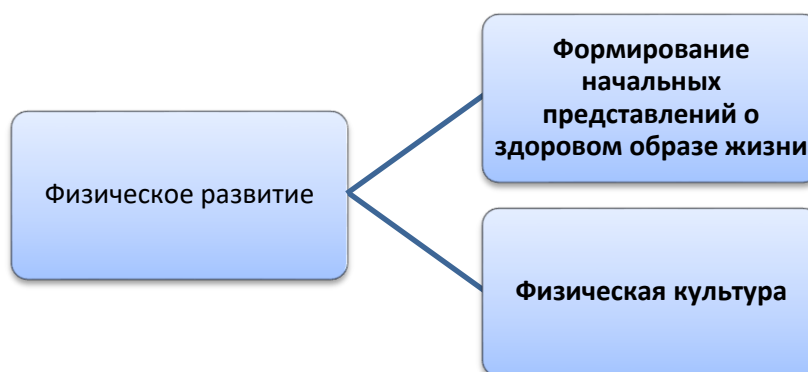 Физическое развитие
Формирование
начальных
представлений о
здоровом образе жизни
Физическая культура